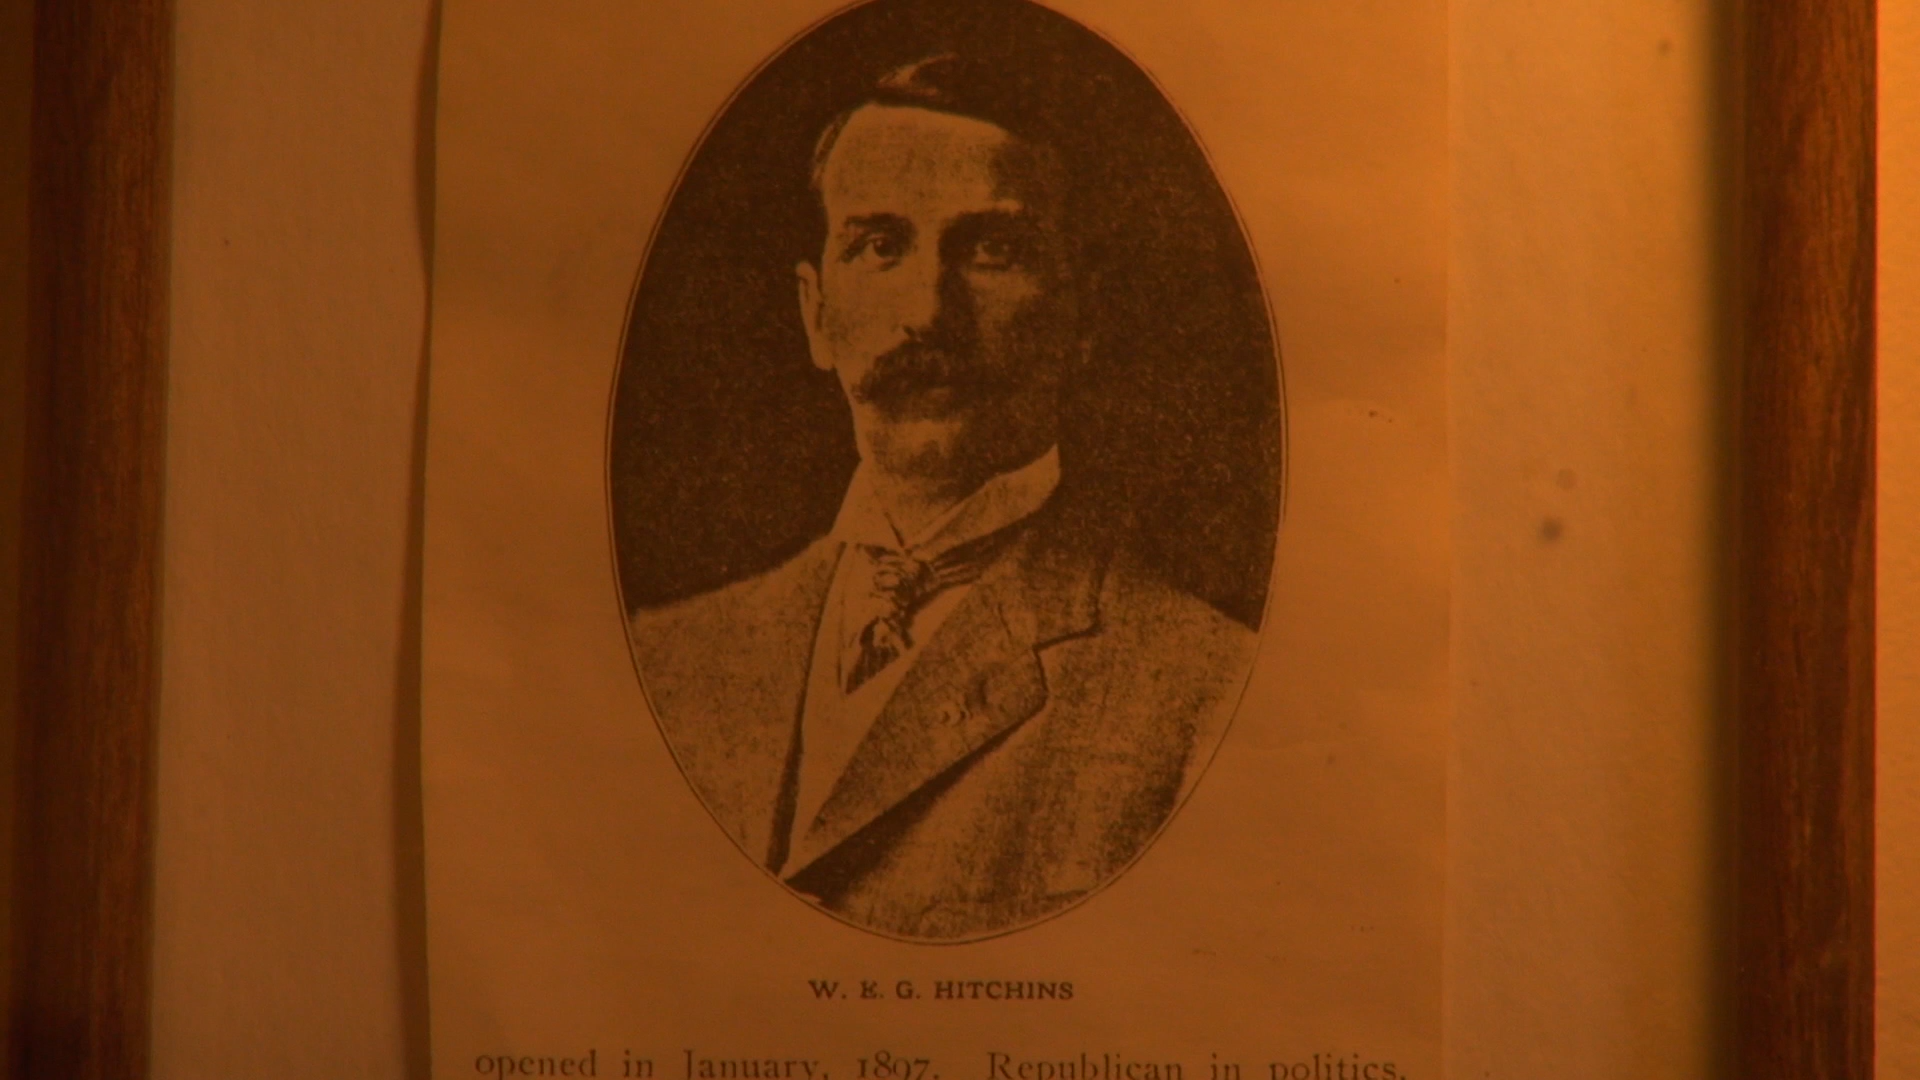 W. E. G. HITCHINS
opened in January, 1897. Republican in politics,